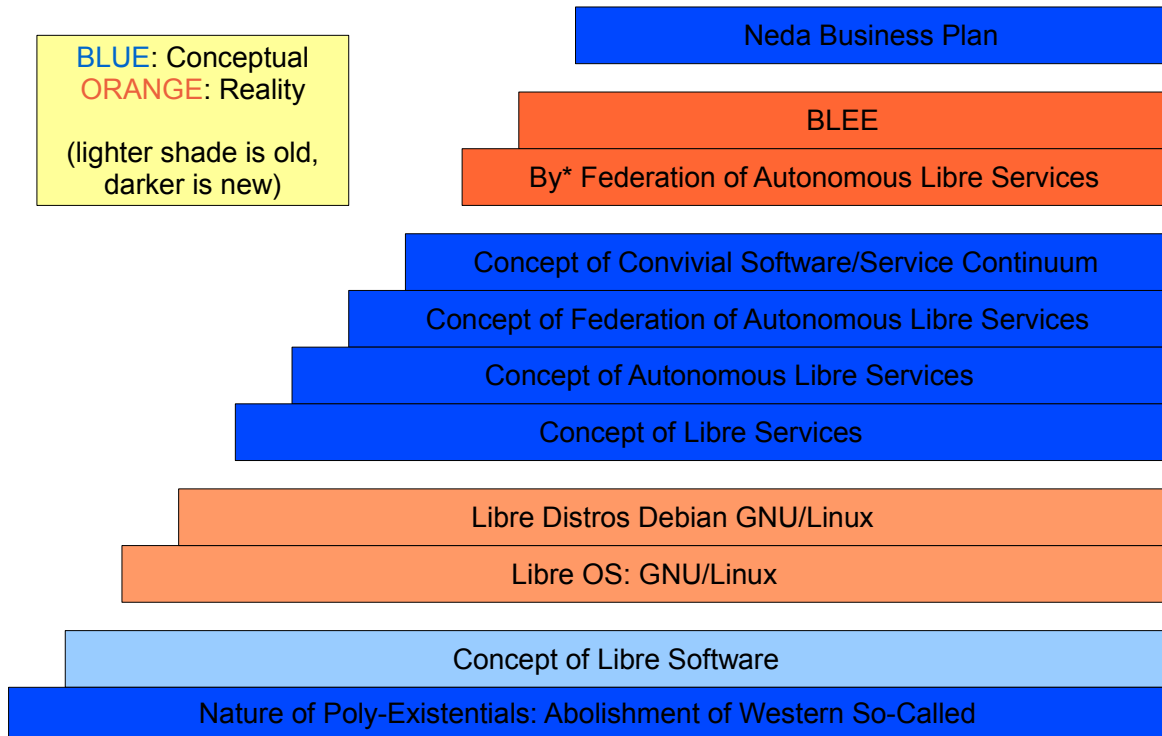 BLUE: Conceptual
ORANGE: Reality
(lighter shade is old,
darker is new)
Neda Business Plan
BLEE
By* Federation of Autonomous Libre Services
Concept of Convivial Software/Service Continuum
Concept of Federation of Autonomous Libre Services
Concept of Autonomous Libre Services
Concept of Libre Services
Libre Distros Debian GNU/Linux
Libre OS: GNU/Linux
Concept of Libre Software
Nature of Poly-Existentials: Abolishment of Western So-Called